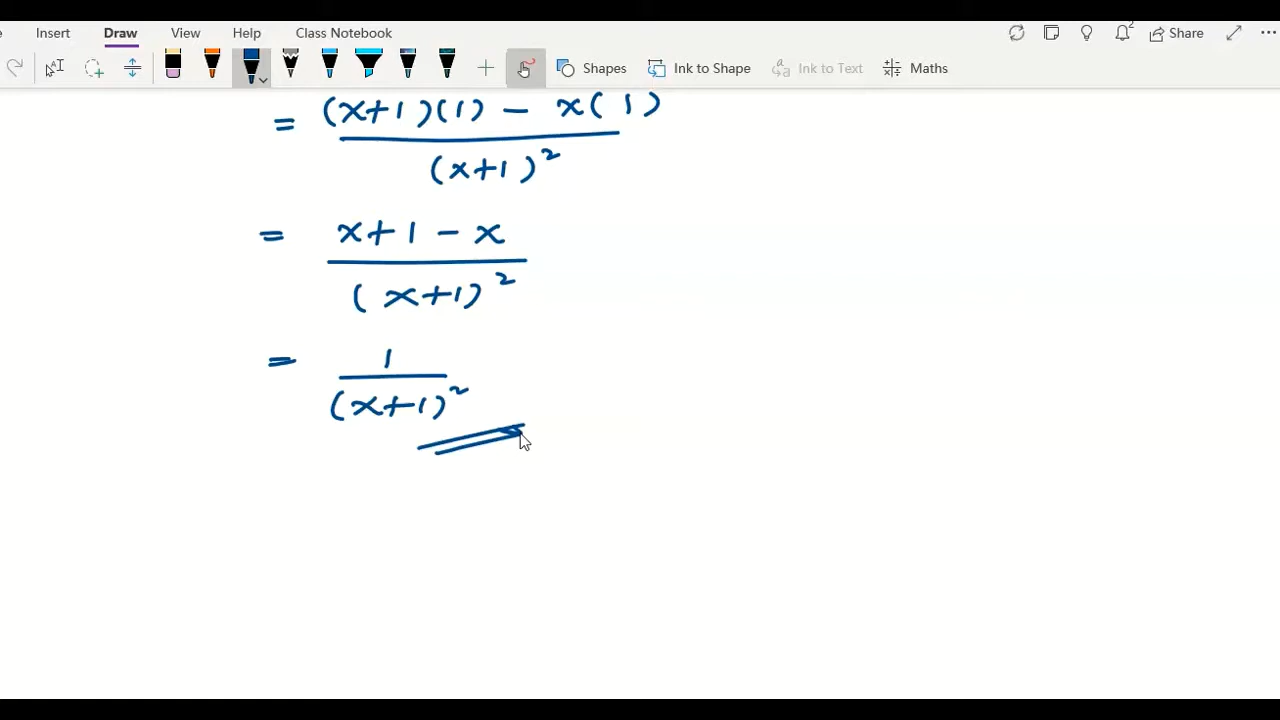 Insert Draw View Help Class Notebook 2 Share
Shapes Ink to Shape Ink to Text Maths
= (x+1)(1) - x(1)
(x+1)²
= x+1-x
(x+1)²
= 1
(x+1)²